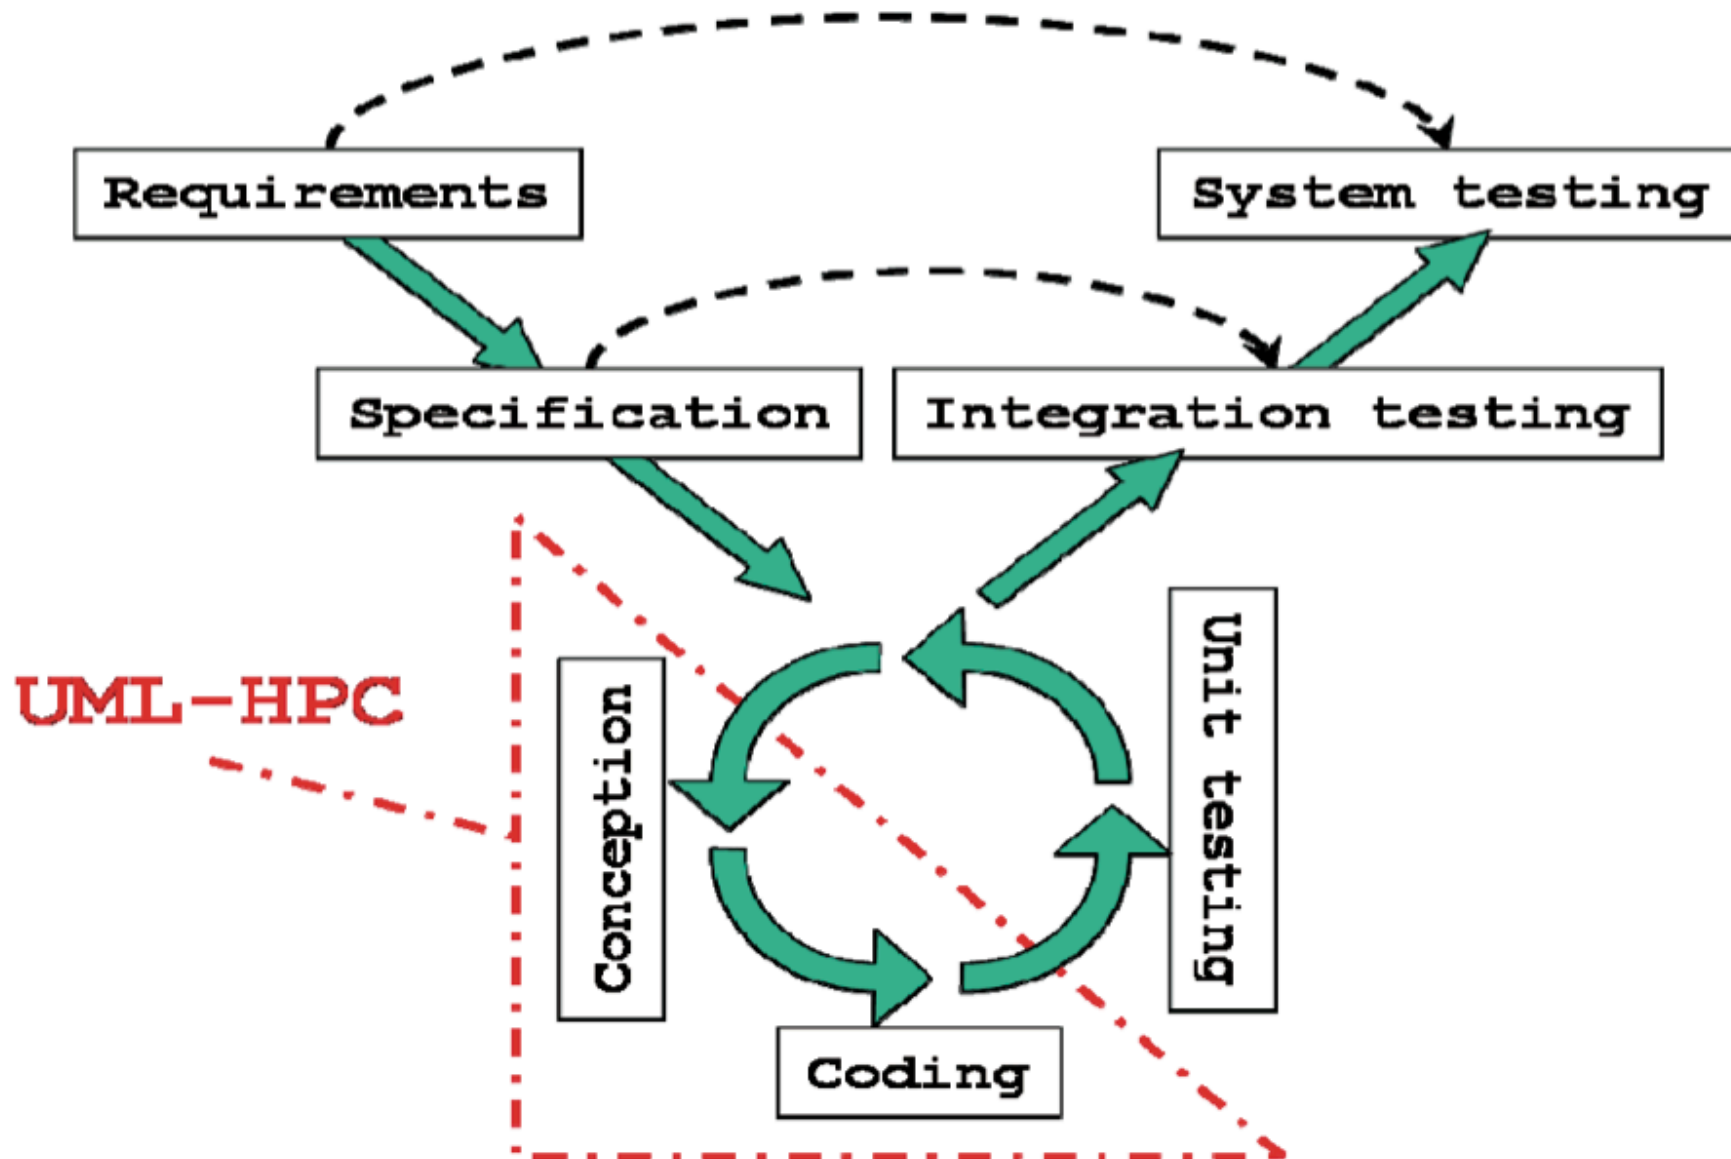 Requirements
System testing
Specification
Integration testing
UML-HPC
Conception
Unit testing
Coding